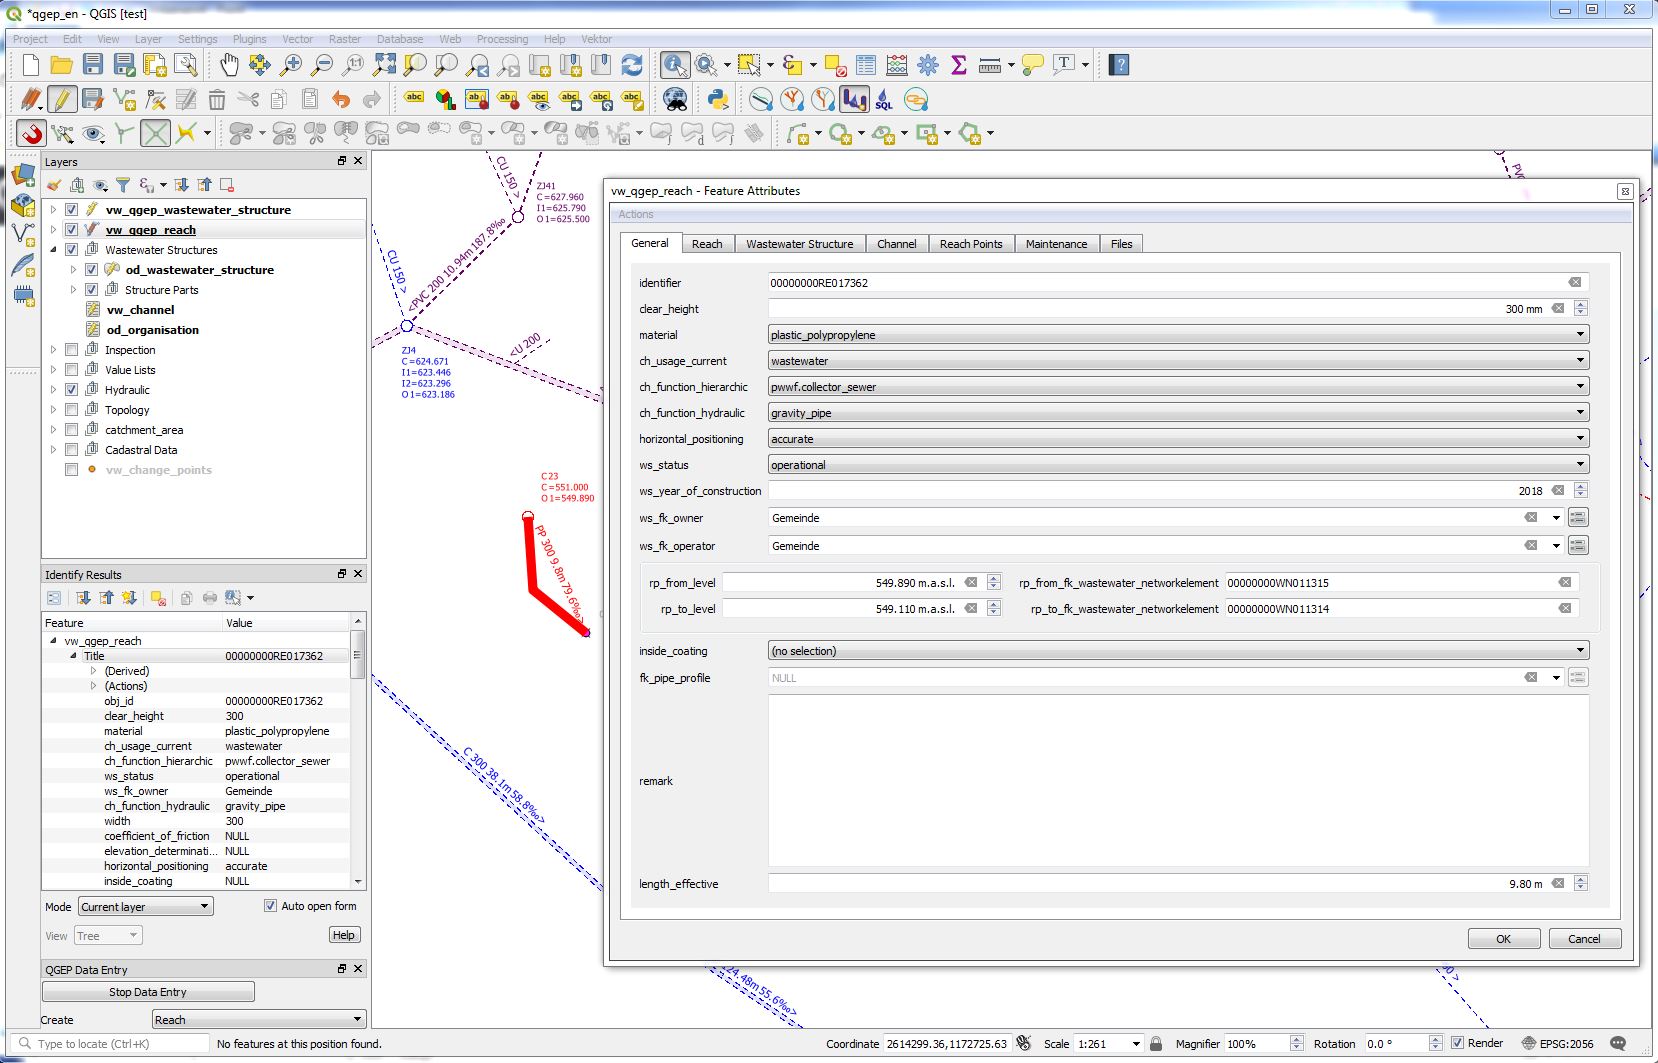 *qgep_en - QGIS [test]
Project Edit View Layer Settings Plugins Vector Raster Database Web Processing Help Vektor
Layers
vw_qgep_wastewater_structure
vw_qgep_reach
Wastewater Structures
od_wastewater_structure
Structure Parts
vw_channel
od_organisation
Inspection
Value Lists
Hydraulic
Topology
catchment_area
Cadastral Data
vw_change_points
Identify Results
Feature Value
vw_qgep_reach
Title 00000000RE017362
(Derived)
(Actions)
obj_id 00000000RE017362
clear_height 300
material plastic_polypropylene
ch_usage_current wastewater
ch_function_hierarchic pwwf.collector_sewer
ws_status operational
ws_fk_owner Gemeinde
ch_function_hydraulic gravity_pipe
width 300
coefficient_of_friction NULL
elevation_determinati... NULL
horizontal_positioning accurate
inside_coating NULL
Mode Current layer Auto open form
View Tree Help
QGEP Data Entry
Stop Data Entry
Create Reach
CU 150 >
ZJ41
C=627.960
I1=625.790
O1=625.500
CU 150 >
<PVC 200 10.94m 187.8‰
ZJ4
C=624.671
I1=623.446
I2=623.296
O1=623.186
<U 200
C23
C=551.000
O1=549.890
PP 300 9.8m 79.6‰>
C 300 38.1m 58.8‰>
24.48m 55.6‰>
PVC
vw_qgep_reach - Feature Attributes
Actions
General Reach Wastewater Structure Channel Reach Points Maintenance Files
identifier 00000000RE017362
clear_height 300 mm
material plastic_polypropylene
ch_usage_current wastewater
ch_function_hierarchic pwwf.collector_sewer
ch_function_hydraulic gravity_pipe
horizontal_positioning accurate
ws_status operational
ws_year_of_construction 2018
ws_fk_owner Gemeinde
ws_fk_operator Gemeinde
rp_from_level 549.890 m.a.s.l. rp_from_fk_wastewater_networkelement 00000000WN011315
rp_to_level 549.110 m.a.s.l. rp_to_fk_wastewater_networkelement 00000000WN011314
inside_coating (no selection)
fk_pipe_profile NULL
remark
length_effective 9.80 m
OK Cancel
Type to locate (Ctrl+K) No features at this position found. Coordinate 2614299.36,1172725.63 Scale 1:261 Magnifier 100% Rotation 0.0 ° Render EPSG:2056